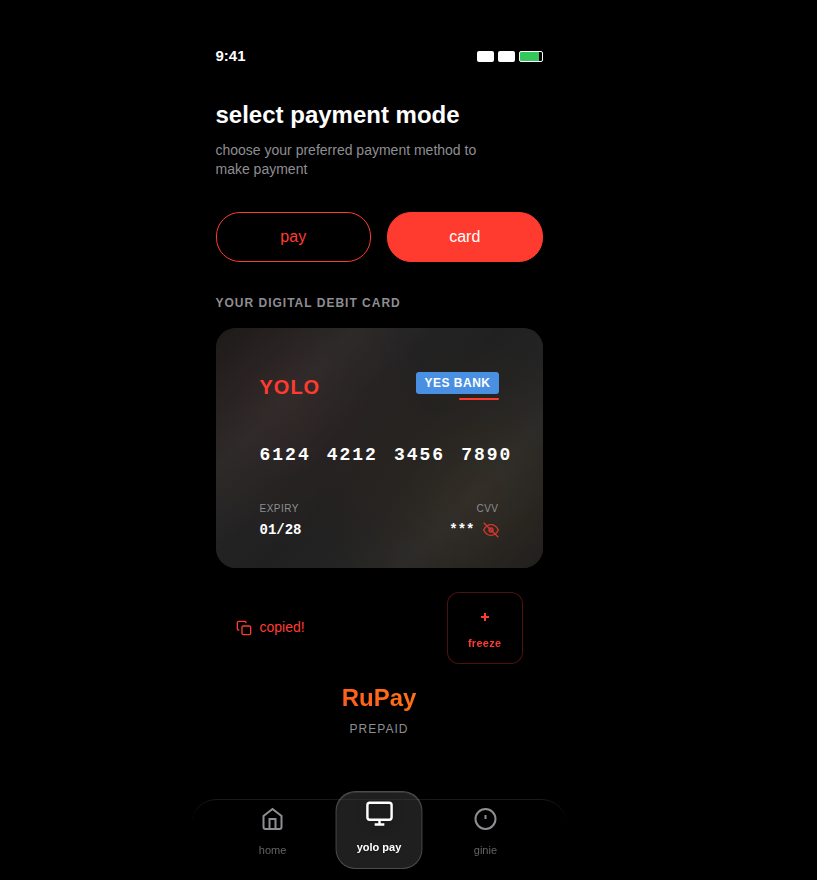 9:41
select payment mode
choose your preferred payment method to
make payment
pay
card
YOUR DIGITAL DEBIT CARD
YOLO
YES BANK
6124 4212 3456 7890
EXPIRY
CVV
01/28
***
copied!
+
freeze
RuPay
PREPAID
home
yolo pay
ginie